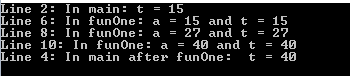 Line 2: In main: t = 15
Line 6: In funOne: a = 15 and t = 15
Line 8: In funOne: a = 27 and t = 27
Line 10: In funOne: a = 40 and t = 40
Line 4: In main after funOne:  t = 40